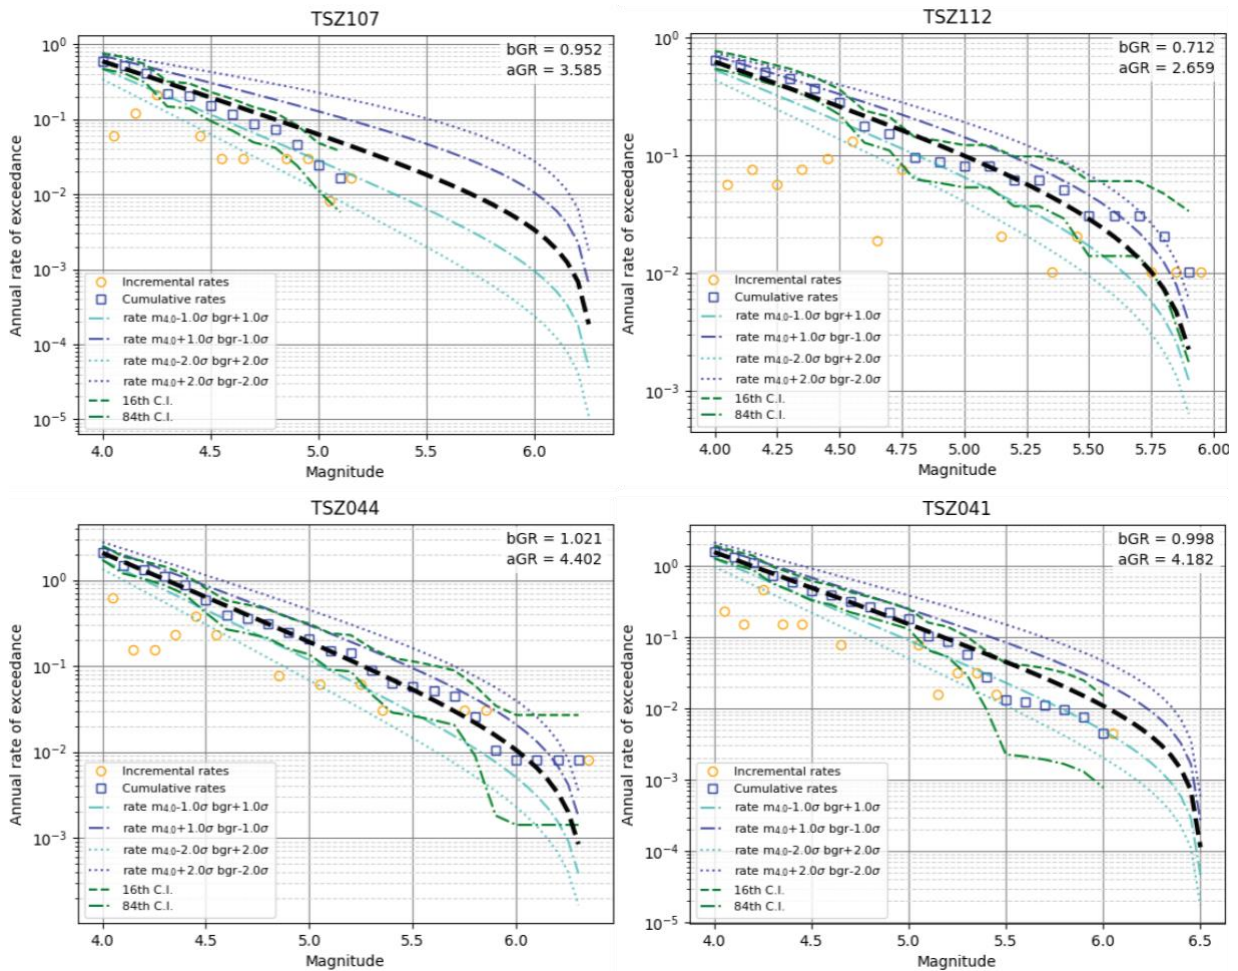 TSZ107
bGR = 0.952
aGR = 3.585
10⁰
10⁻¹
10⁻²
10⁻³
10⁻⁴
10⁻⁵
Annual rate of exceedance
Incremental rates
Cumulative rates
rate m4.0-1.0σ bgr+1.0σ
rate m4.0+1.0σ bgr-1.0σ
rate m4.0-2.0σ bgr+2.0σ
rate m4.0+2.0σ bgr-2.0σ
16th C.I.
84th C.I.
4.0 4.5 5.0 5.5 6.0
Magnitude
TSZ112
bGR = 0.712
aGR = 2.659
10⁰
10⁻¹
10⁻²
10⁻³
Annual rate of exceedance
Incremental rates
Cumulative rates
rate m4.0-1.0σ bgr+1.0σ
rate m4.0+1.0σ bgr-1.0σ
rate m4.0-2.0σ bgr+2.0σ
rate m4.0+2.0σ bgr-2.0σ
16th C.I.
84th C.I.
4.00 4.25 4.50 4.75 5.00 5.25 5.50 5.75 6.00
Magnitude
TSZ044
bGR = 1.021
aGR = 4.402
10⁰
10⁻¹
10⁻²
10⁻³
Annual rate of exceedance
Incremental rates
Cumulative rates
rate m4.0-1.0σ bgr+1.0σ
rate m4.0+1.0σ bgr-1.0σ
rate m4.0-2.0σ bgr+2.0σ
rate m4.0+2.0σ bgr-2.0σ
16th C.I.
84th C.I.
4.0 4.5 5.0 5.5 6.0
Magnitude
TSZ041
bGR = 0.998
aGR = 4.182
10⁰
10⁻¹
10⁻²
10⁻³
10⁻⁴
10⁻⁵
Annual rate of exceedance
Incremental rates
Cumulative rates
rate m4.0-1.0σ bgr+1.0σ
rate m4.0+1.0σ bgr-1.0σ
rate m4.0-2.0σ bgr+2.0σ
rate m4.0+2.0σ bgr-2.0σ
16th C.I.
84th C.I.
4.0 4.5 5.0 5.5 6.0 6.5
Magnitude